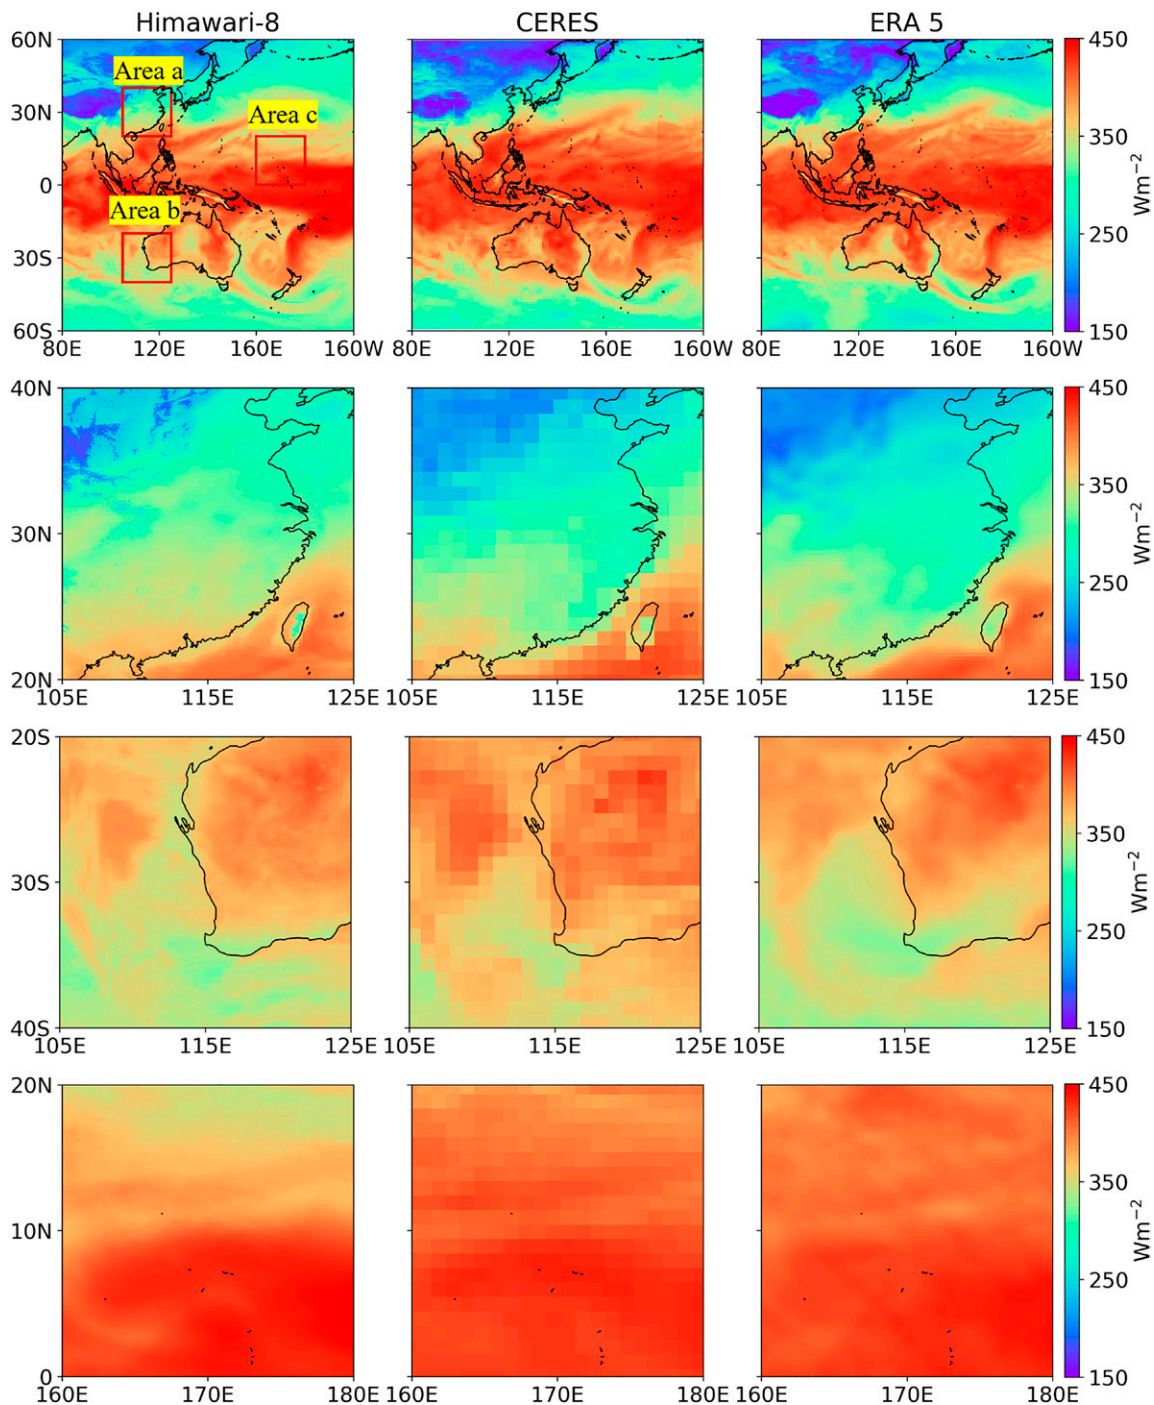 Himawari-8 CERES ERA 5
60N 450
Area a
30N 350
Area c
0 Wm−2
Area b 250
30S
60S 150
80E 120E 160E 160W 80E 120E 160E 160W 80E 120E 160E 160W
40N 450
350
30N Wm−2
250
20N 150
105E 115E 125E 105E 115E 125E 105E 115E 125E
20S 450
350
30S Wm−2
250
40S 150
105E 115E 125E 105E 115E 125E 105E 115E 125E
20N 450
350
10N Wm−2
250
0 150
160E 170E 180E 160E 170E 180E 160E 170E 180E